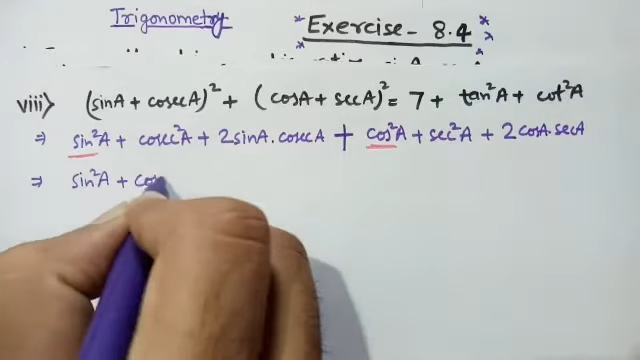 Trigonometry
* Exercise - 8.4 *
viii) (sinA + cosecA)² + (cosA + secA)² = 7 + tan²A + cot²A
⇒ sin²A + cosec²A + 2sinA.cosecA + cos²A + sec²A + 2cosA.secA
⇒ sin²A + cos